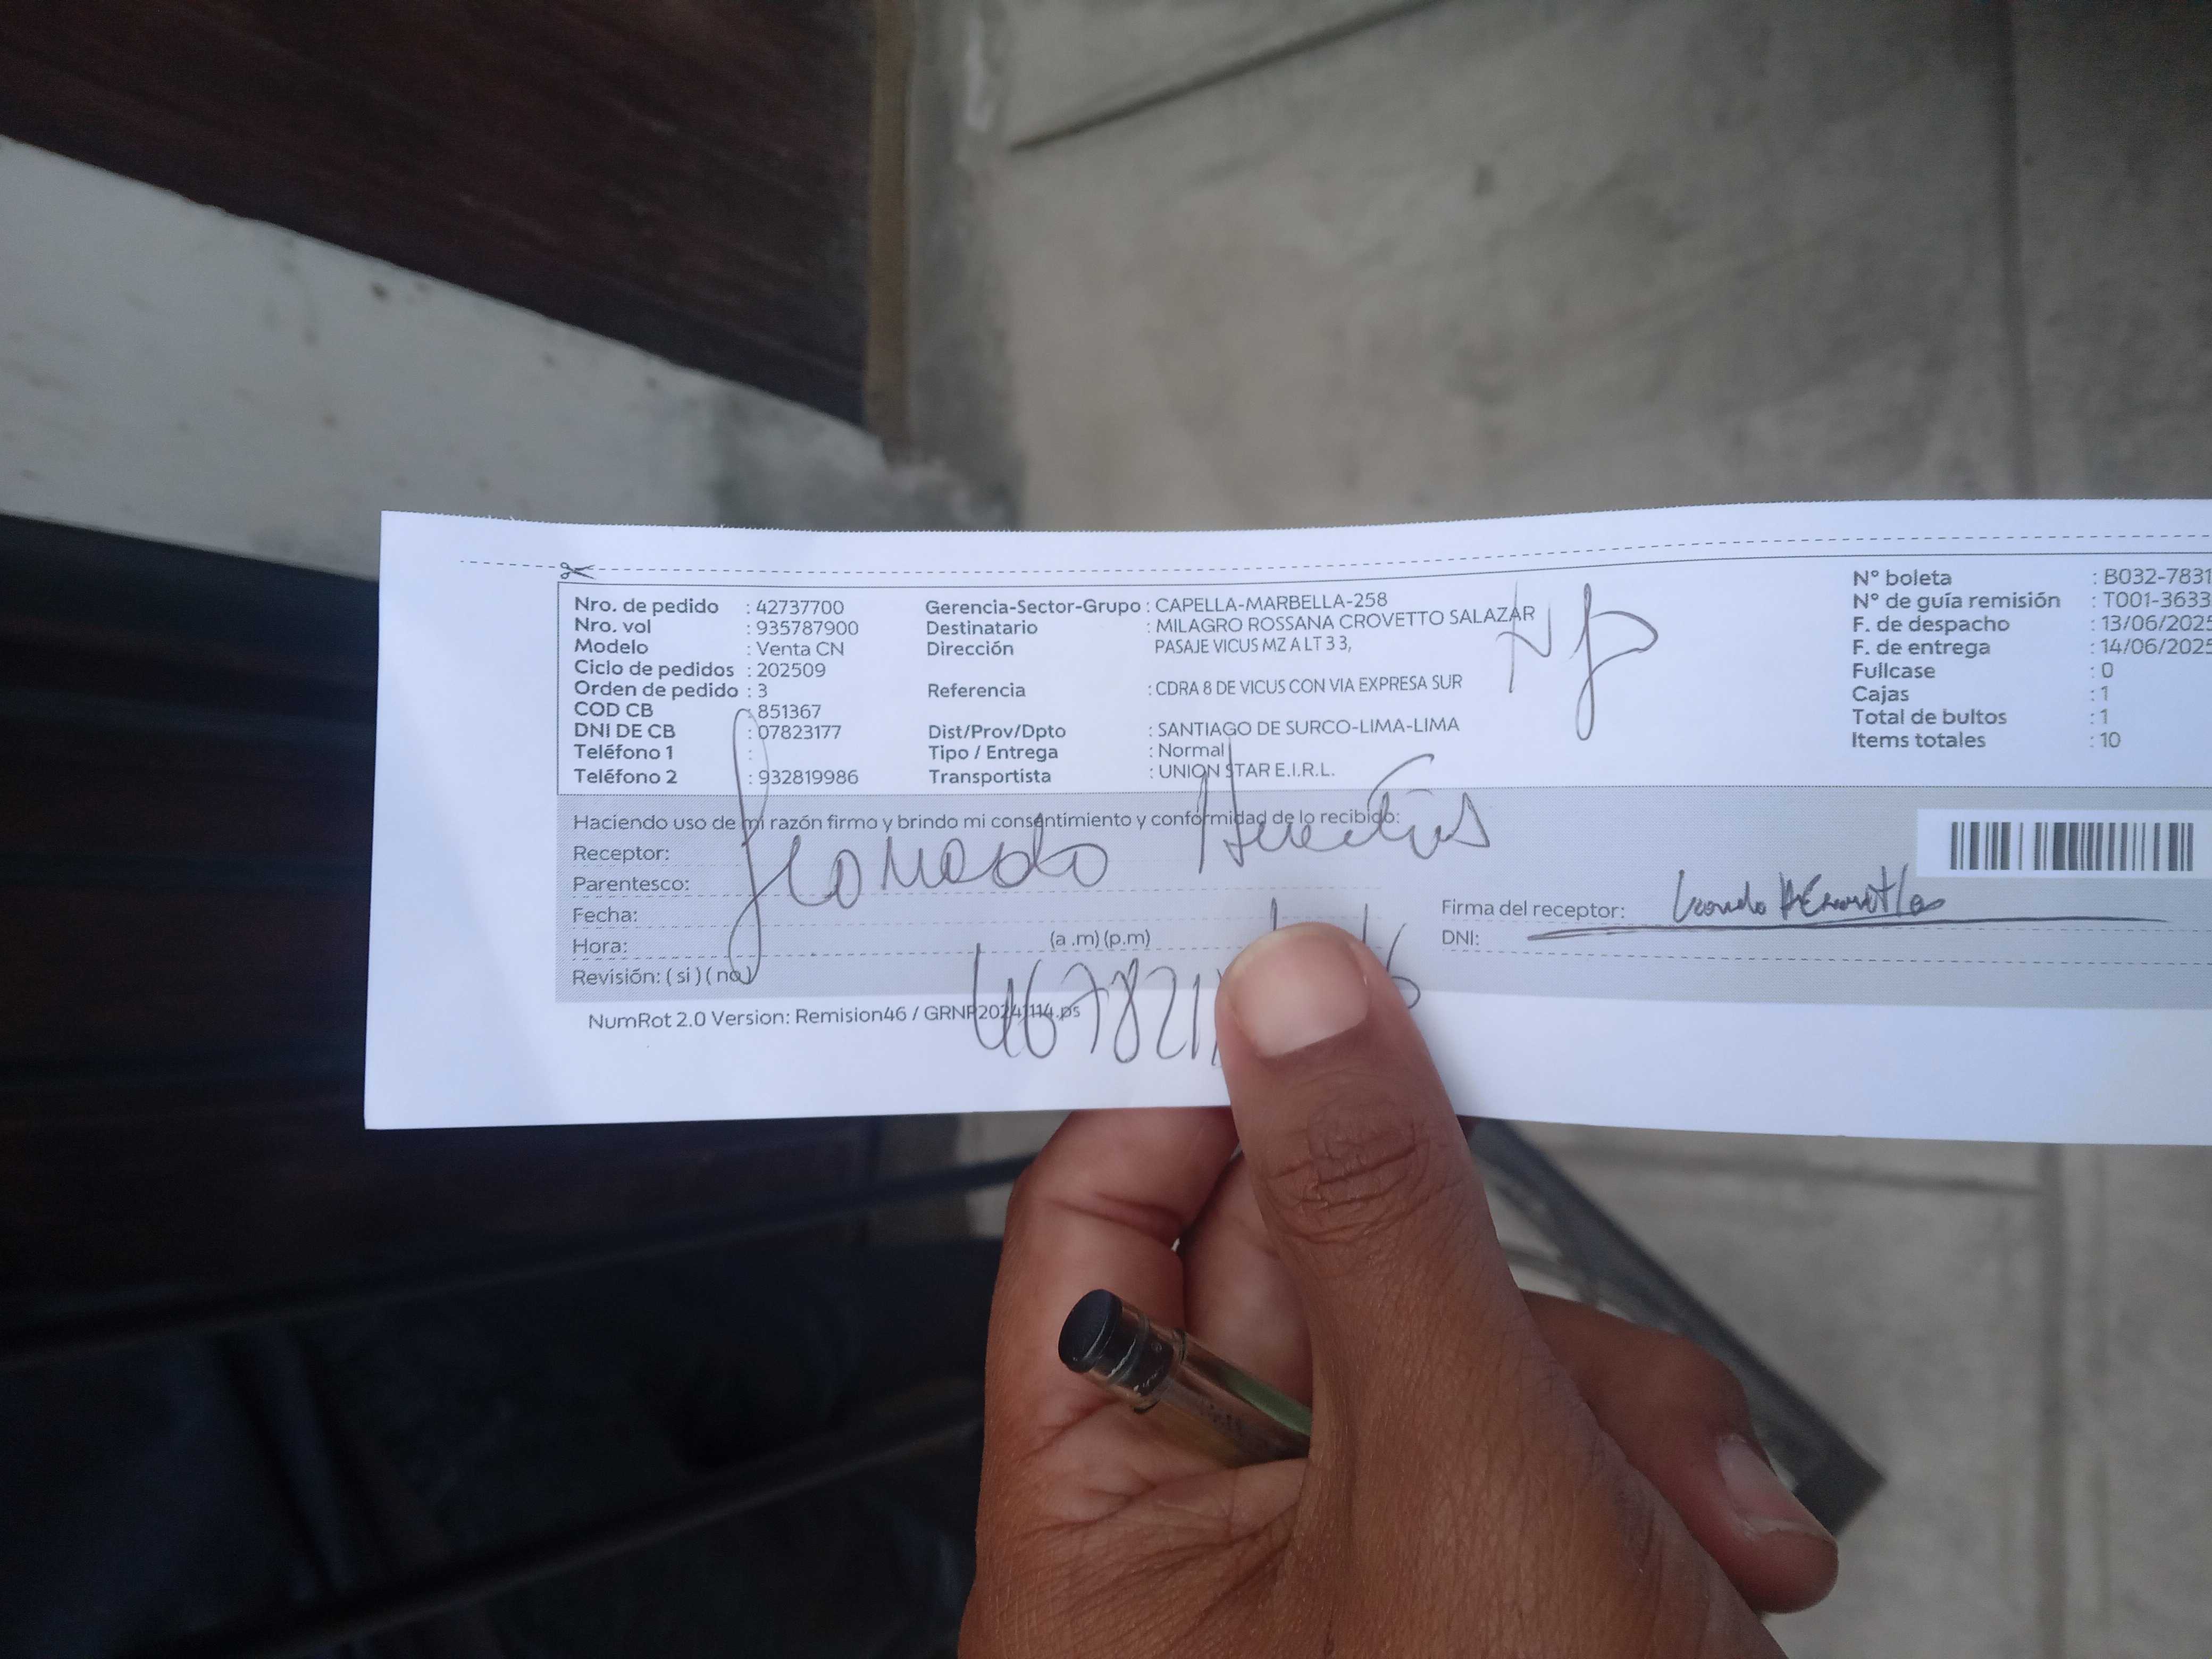 Nro. de pedido : 42737700
Nro. vol : 935787900
Modelo : Venta CN
Ciclo de pedidos : 202509
Orden de pedido : 3
COD CB : 851367
DNI DE CB : 07823177
Teléfono 1 :
Teléfono 2 : 932819986
Gerencia-Sector-Grupo : CAPELLA-MARBELLA-258
Destinatario : MILAGRO ROSSANA CROVETTO SALAZAR
Dirección PASAJE VICUS MZ A LT 3 3,
Referencia : CDRA 8 DE VICUS CON VIA EXPRESA SUR
Dist/Prov/Dpto : SANTIAGO DE SURCO-LIMA-LIMA
Tipo / Entrega : Normal
Transportista : UNION STAR E.I.R.L.
N° boleta : B032-7831
N° de guía remisión : T001-3633
F. de despacho : 13/06/2025
F. de entrega : 14/06/2025
Fullcase : 0
Cajas : 1
Total de bultos : 1
Items totales : 10
Haciendo uso de mi razón firmo y brindo mi consentimiento y conformidad de lo recibido:
Receptor:
Parentesco:
Fecha:
Hora: (a .m) (p.m)
Revisión: ( si ) ( no )
Firma del receptor:
DNI:
NumRot 2.0 Version: Remision46 / GRNP20241114.ps